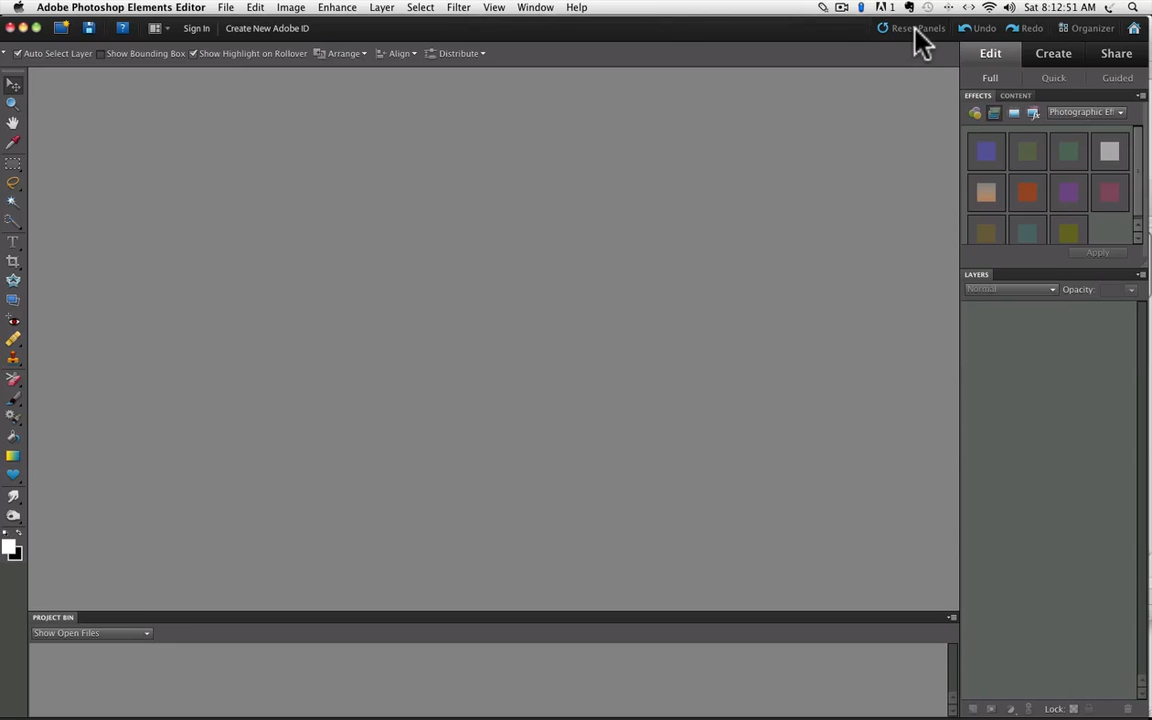 Adobe Photoshop Elements Editor File Edit Image Enhance Layer Select Filter View Window Help 1 Sat 8:12:51 AM
Sign In Create New Adobe ID Reset Panels Undo Redo Organizer
Auto Select Layer Show Bounding Box Show Highlight on Rollover Arrange Align Distribute Edit Create Share
Full Quick Guided
EFFECTS CONTENT
Photographic Ef
Apply
LAYERS
Normal Opacity:
PROJECT BIN
Show Open Files
Lock: